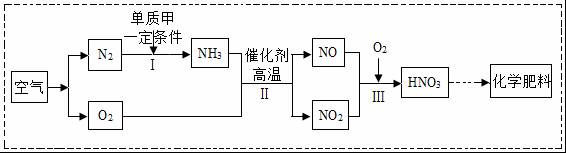 单质甲
一定条件
N₂
Ⅰ
NH₃
催化剂
高温
Ⅱ
NO
O₂
Ⅲ
HNO₃
化学肥料
空气
O₂
NO₂